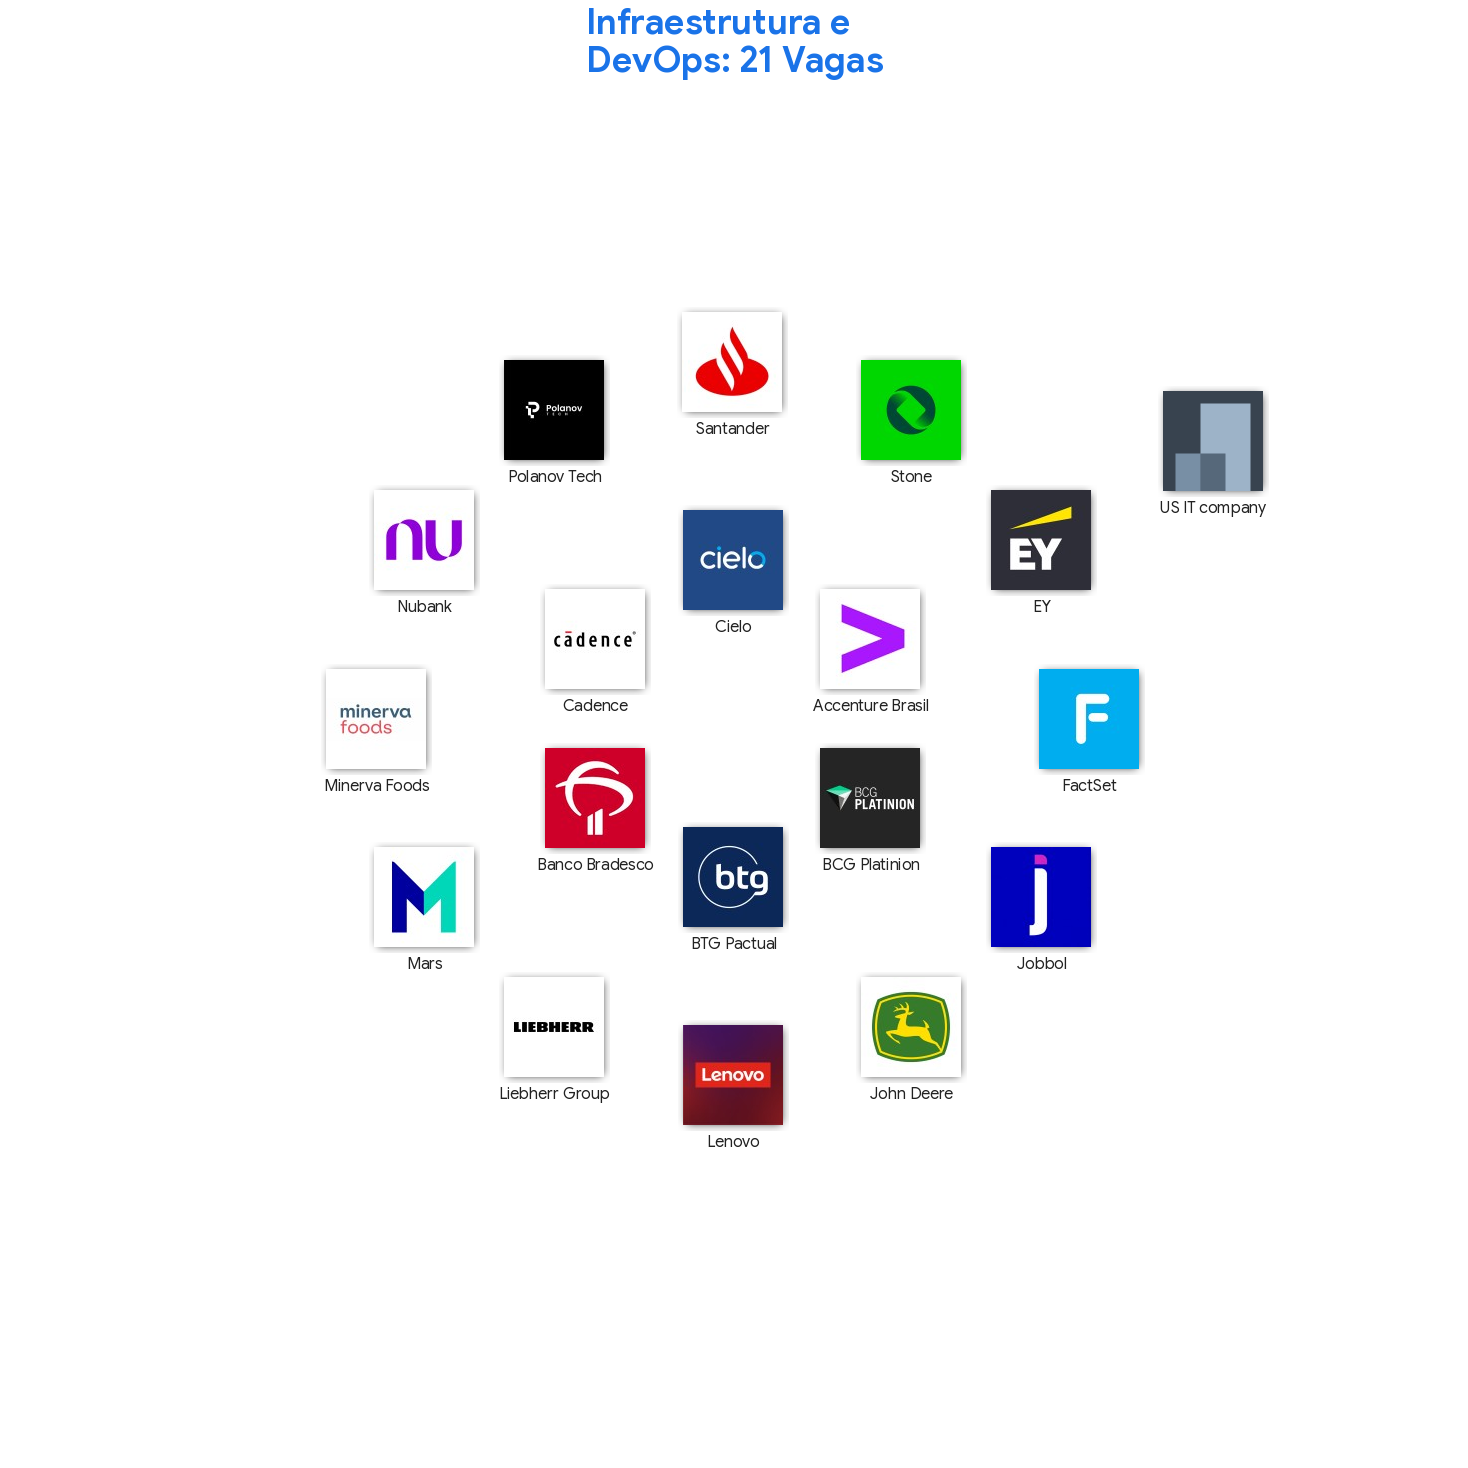 Infraestrutura e
DevOps: 21 Vagas
Santander
Polanov
TECH
Polanov Tech
Stone
US IT company
nu
Nubank
cielo
Cielo
EY
EY
cādence®
Cadence
Accenture Brasil
minerva
foods
Minerva Foods
F
FactSet
Banco Bradesco
BCG
PLATINION
BCG Platinion
btg
BTG Pactual
M
Mars
j
Jobbol
LIEBHERR
Liebherr Group
John Deere
Lenovo
Lenovo